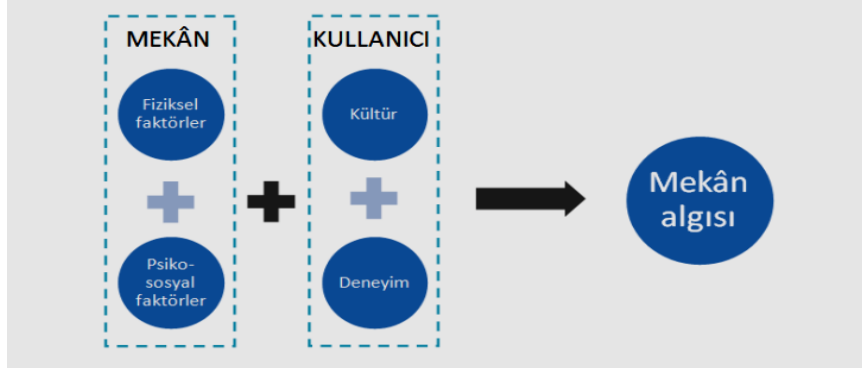 MEKÂN
Fiziksel
faktörler
Psiko-
sosyal
faktörler
KULLANICI
Kültür
Deneyim
Mekân
algısı